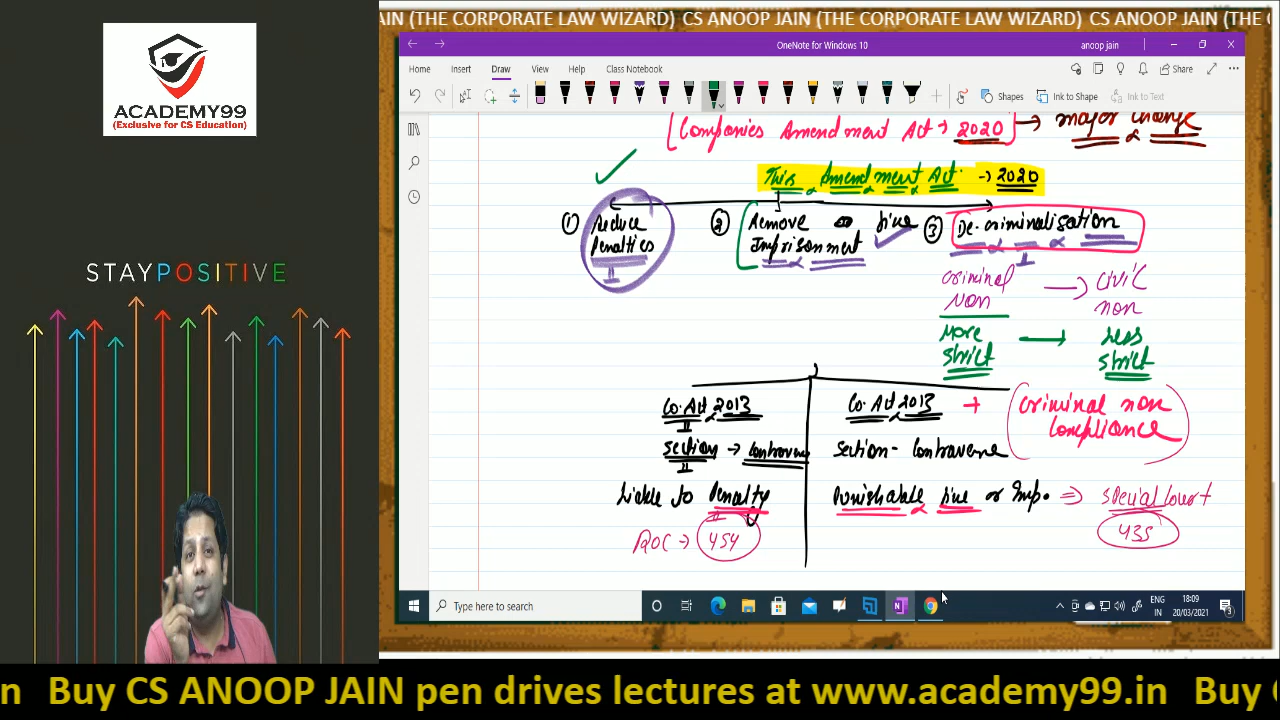 JAIN (THE CORPORATE LAW WIZARD) CS ANOOP JAIN (THE CORPORATE LAW WIZARD) CS ANOOP JAIN (THE
ACADEMY99
(Exclusive for CS Education)
STAYPOSITIVE
OneNote for Windows 10
anoop jain
Home Insert Draw View Help Class Notebook
Share
Shapes Ink to Shape Ink to Text
[Companies Amendment Act → 2020] → major change
This Amendment Act → 2020
① Reduce Penalties
② Remove Imprisonment or fine
③ De-criminalisation
criminal non → civil non
More strict → less strict
Co. Act 2013
Section → Contravene
liable to Penalty
ROC → 454
Co. Act 2013 + (criminal non compliance)
Section - Contravene
Punishable fine or Imp. ⇒ special court
435
Type here to search
ENG
IN
18:09
20/03/2021
3
n Buy CS ANOOP JAIN pen drives lectures at www.academy99.in Buy